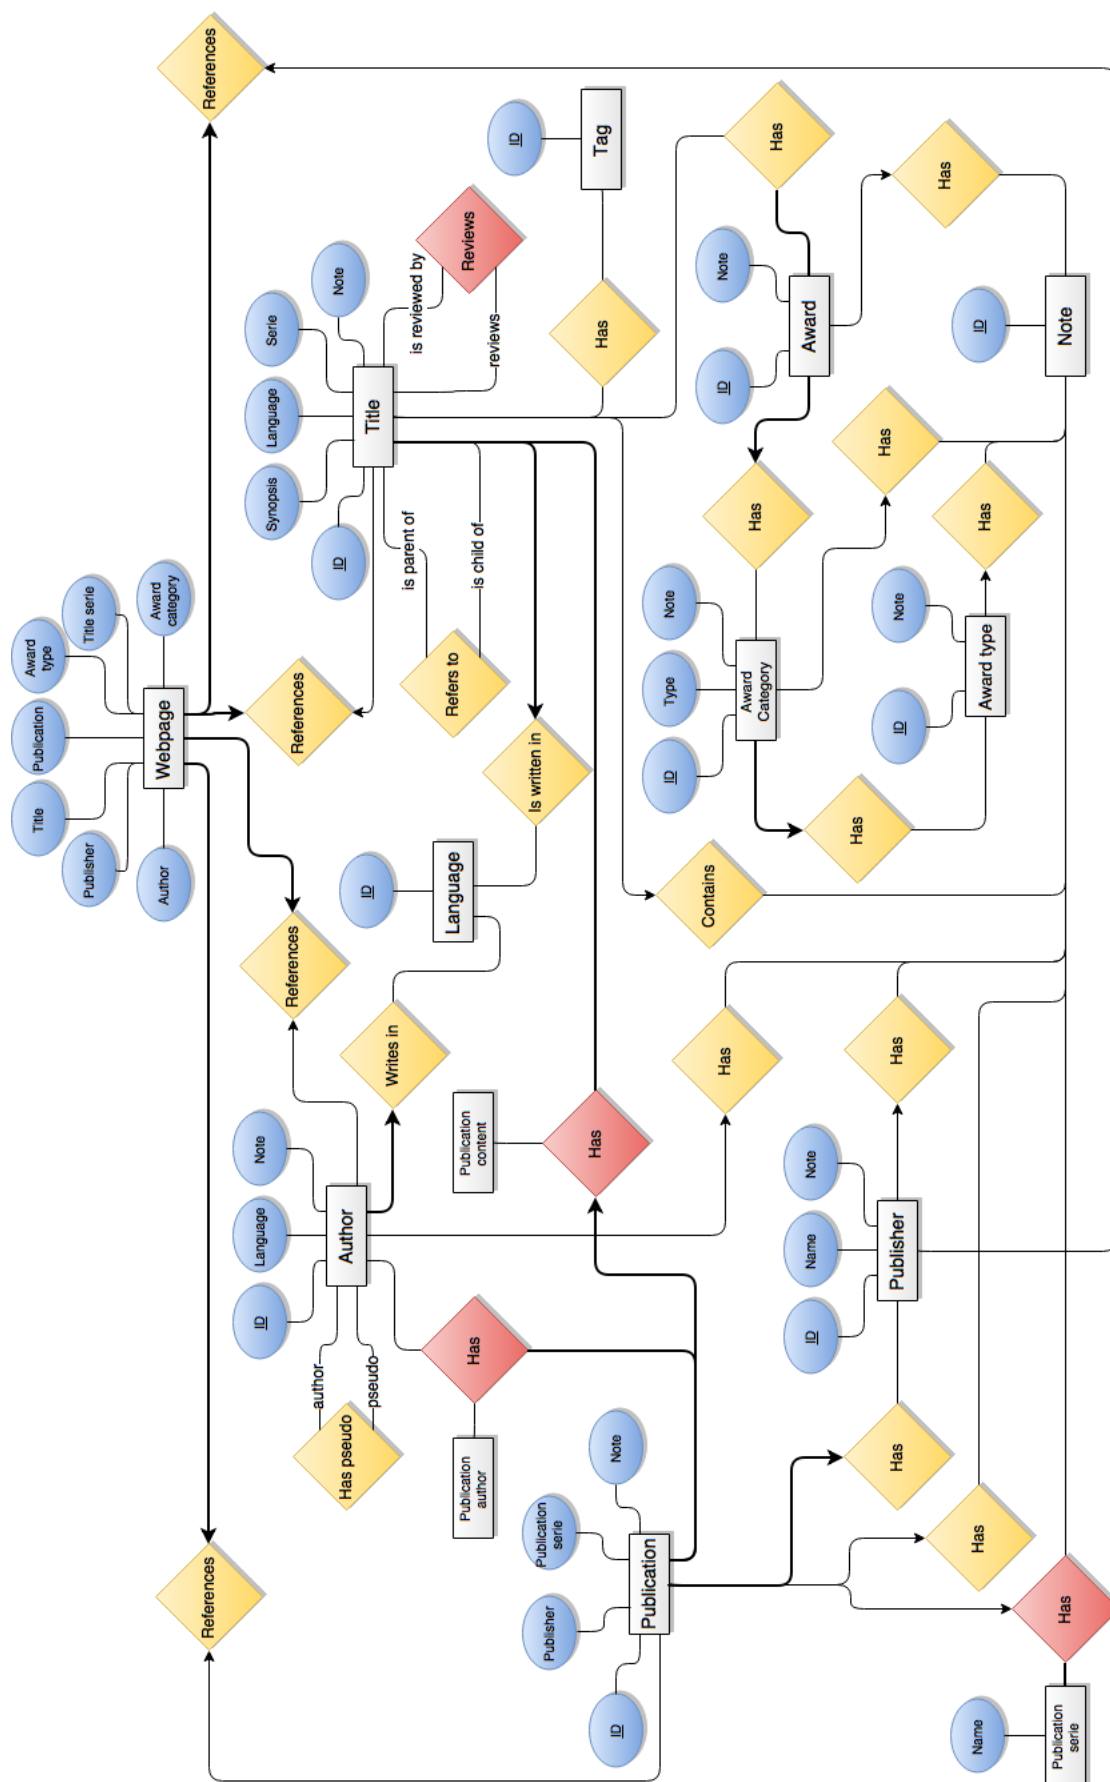 Title
Publication
Award
type
Publisher
Title serie
Author
Webpage
Award
category
References
References
ID
Language
Note
References
References
Synopsis
Language
Serie
author
Has pseudo
pseudo
Author
ID
ID
Note
Title
Writes in
is parent of
is reviewed by
Refers to
is child of
Language
Reviews
reviews
Publication
author
Has
Publication
content
Is written in
ID
Publisher
Publication
serie
Note
ID
Publication
Has
Has
Tag
Contains
ID
Type
Note
Has
ID
Note
Has
ID
Name
Note
Award
Category
Has
Award
Has
Publisher
Has
Has
Has
ID
Note
Has
Has
Has
Award type
Has
Name
ID
Publication
serie
Has
Note